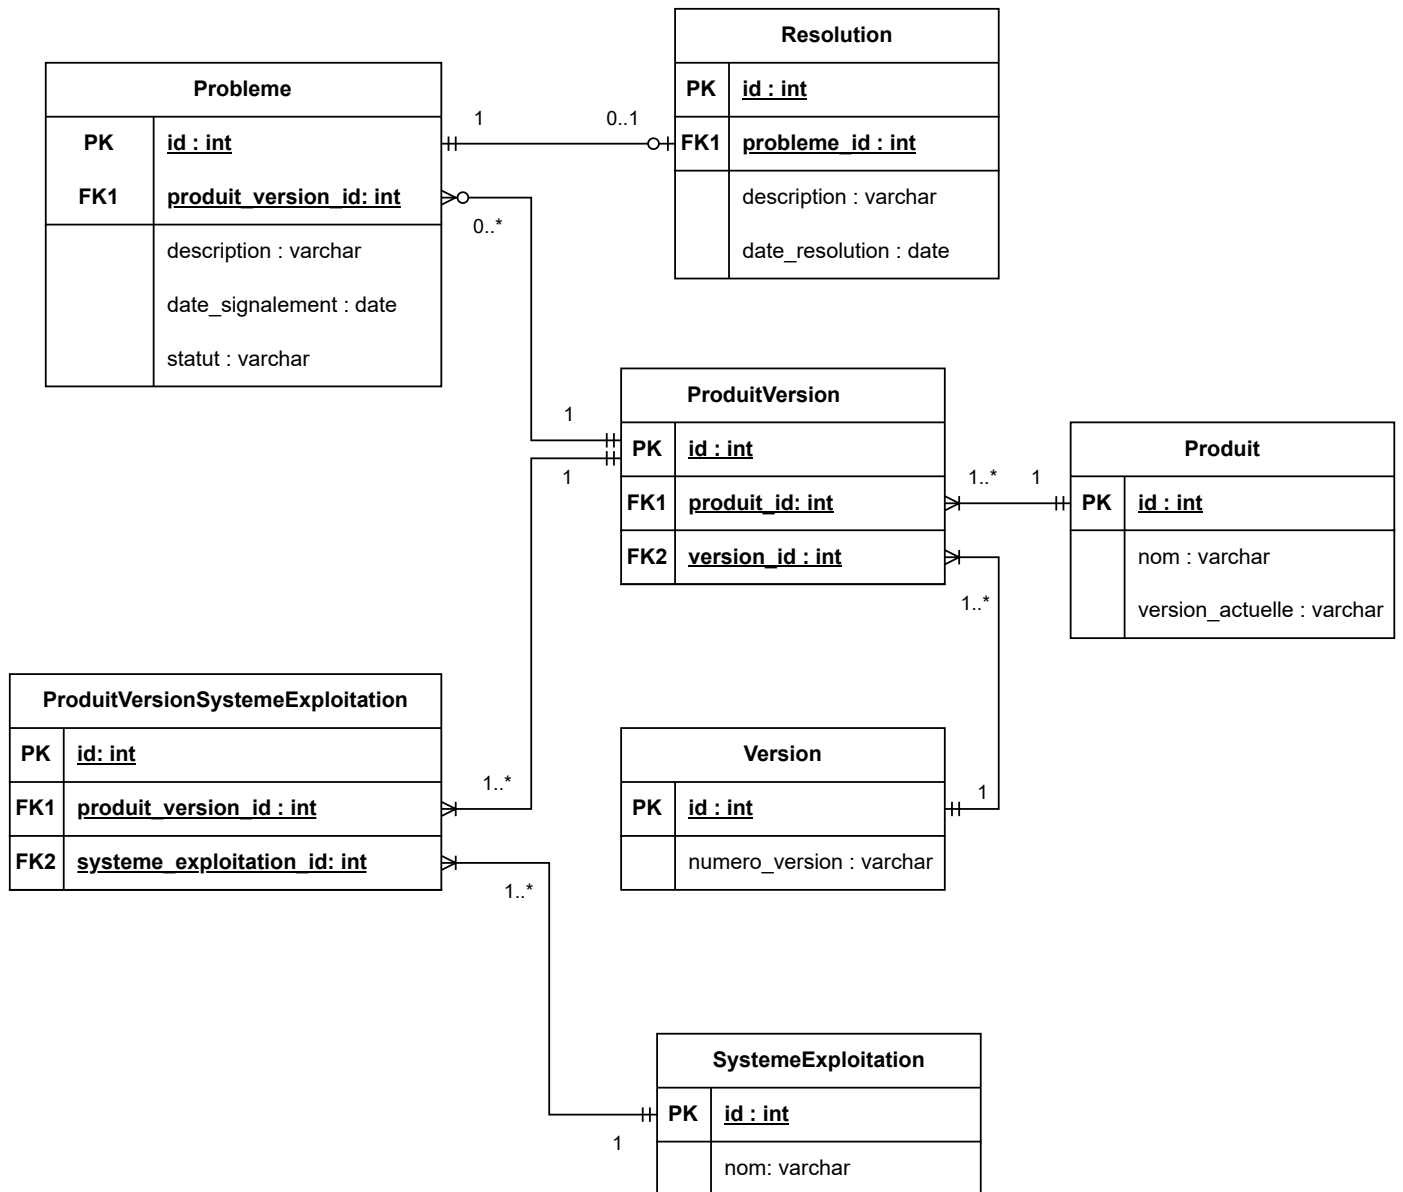 Resolution
PK id : int
FK1 probleme_id : int
description : varchar
date_resolution : date
Probleme
PK id : int
FK1 produit_version_id: int
description : varchar
date_signalement : date
statut : varchar
1
0..1
0..*
1
1
ProduitVersion
PK id : int
FK1 produit_id: int
FK2 version_id : int
1..*
1
Produit
PK id : int
nom : varchar
version_actuelle : varchar
1..*
1
ProduitVersionSystemeExploitation
PK id: int
FK1 produit_version_id : int
FK2 systeme_exploitation_id: int
1..*
1..*
Version
PK id : int
numero_version : varchar
SystemeExploitation
PK id : int
nom: varchar
1